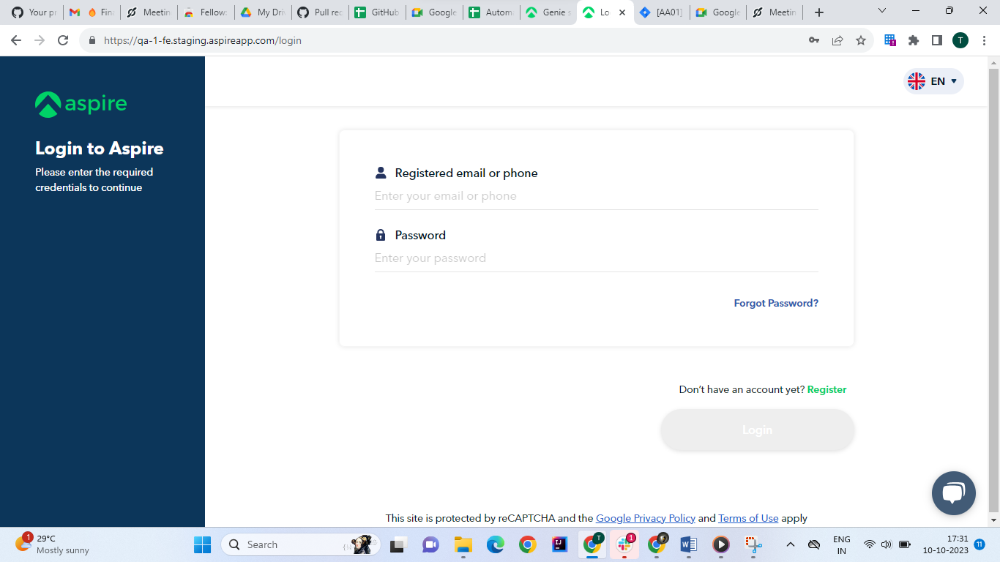 Your pr
Fina
Meetin
Fellows
My Driv
Pull rec
GitHub
Google
Automa
Genie s
Lo
[AA01]
Google
Meetin
https://qa-1-fe.staging.aspireapp.com/login
T
aspire
EN
Login to Aspire
Please enter the required
credentials to continue
Registered email or phone
Enter your email or phone
Password
Enter your password
Forgot Password?
Don't have an account yet? Register
Login
This site is protected by reCAPTCHA and the Google Privacy Policy and Terms of Use apply
1
29°C
Mostly sunny
Search
T
1
ENG
IN
17:31
10-10-2023
11